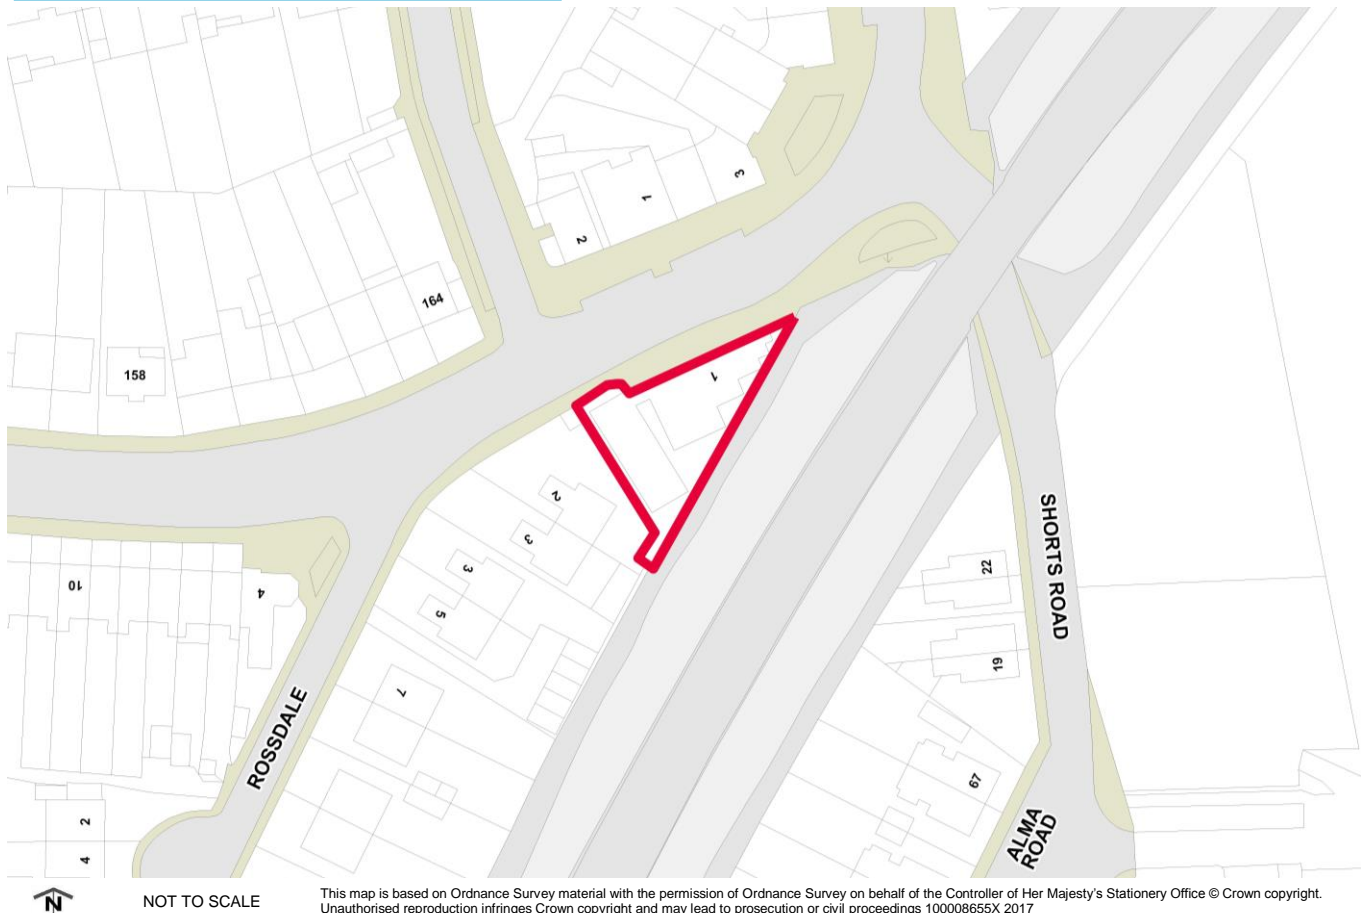 3
1
2
164
158
1
2
3
3
5
7
10
4
2
4
ROSSDALE
SHORTS ROAD
22
19
67
ALMA
ROAD
N
NOT TO SCALE
This map is based on Ordnance Survey material with the permission of Ordnance Survey on behalf of the Controller of Her Majesty's Stationery Office © Crown copyright.
Unauthorised reproduction infringes Crown copyright and may lead to prosecution or civil proceedings 100008655X 2017